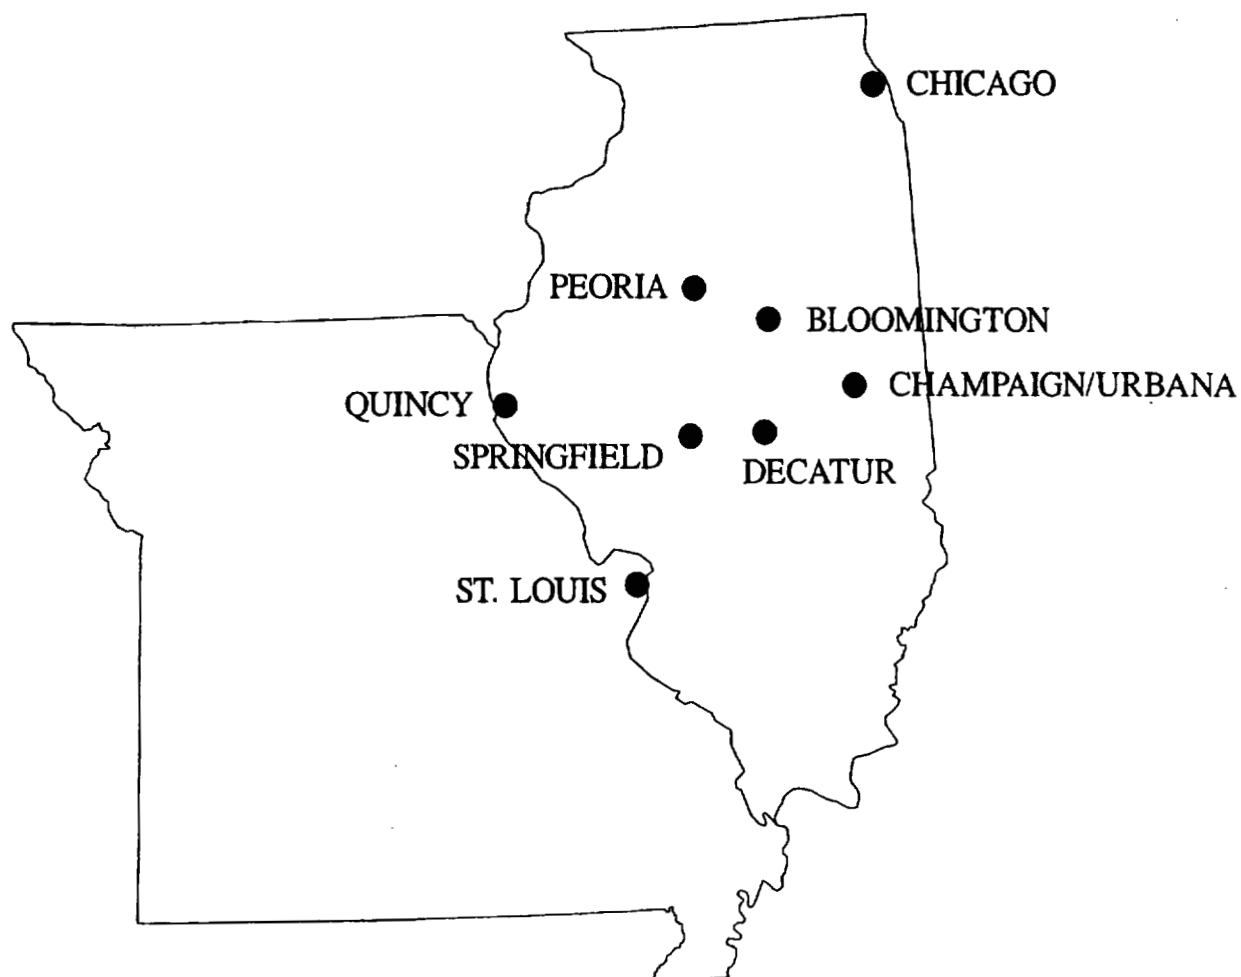 CHICAGO
PEORIA
BLOOMINGTON
CHAMPAIGN/URBANA
QUINCY
SPRINGFIELD
DECATUR
ST. LOUIS